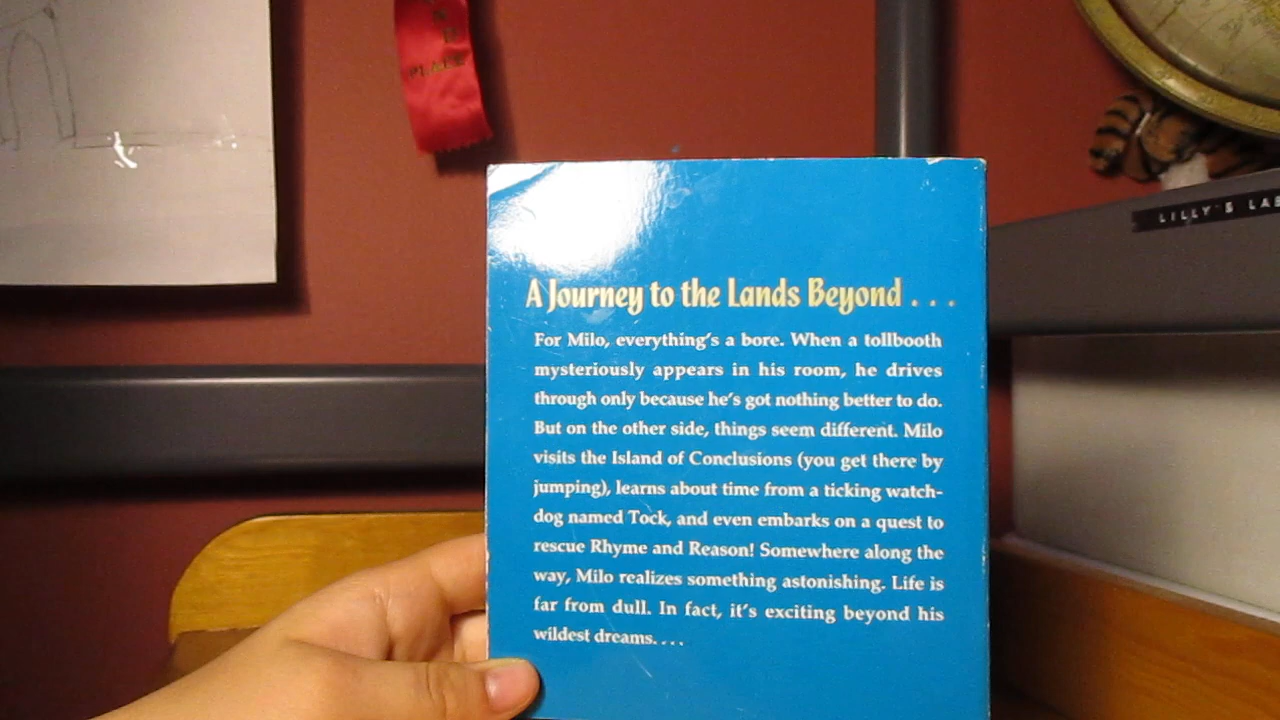 PLACE
LILLY'S LAB
A Journey to the Lands Beyond . . .
For Milo, everything's a bore. When a tollbooth
mysteriously appears in his room, he drives
through only because he's got nothing better to do.
But on the other side, things seem different. Milo
visits the Island of Conclusions (you get there by
jumping), learns about time from a ticking watch-
dog named Tock, and even embarks on a quest to
rescue Rhyme and Reason! Somewhere along the
way, Milo realizes something astonishing. Life is
far from dull. In fact, it's exciting beyond his
wildest dreams. . . .